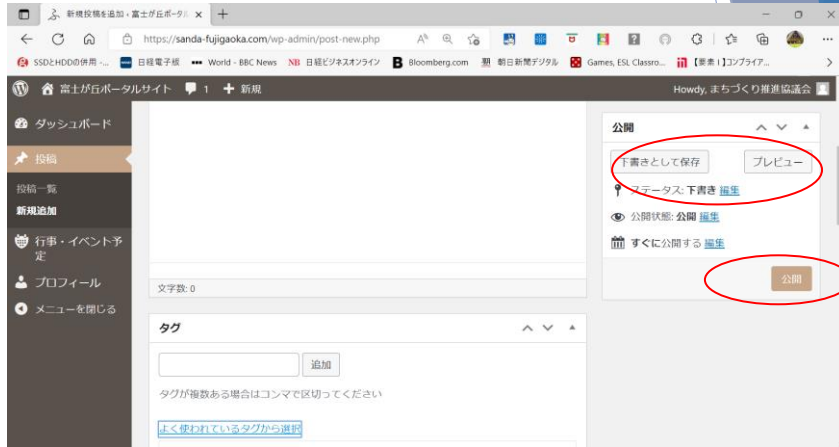 新規投稿を追加 ‹ 富士が丘ポータル
https://sanda-fujigaoka.com/wp-admin/post-new.php
SSDとHDDの併用 -...
日経電子版
World - BBC News
NB 日経ビジネスオンライン
B Bloomberg.com
朝日新聞デジタル
Games, ESL Classro...
【要素！】コンプライア...
富士が丘ポータルサイト
1
新規
Howdy, まちづくり推進協議会
ダッシュボード
投稿
投稿一覧
新規追加
行事・イベント予
定
プロフィール
メニューを閉じる
文字数: 0
タグ
追加
タグが複数ある場合はコンマで区切ってください
よく使われているタグから選択
公開
下書きとして保存
プレビュー
ステータス: 下書き 編集
公開状態: 公開 編集
すぐに公開する 編集
公開